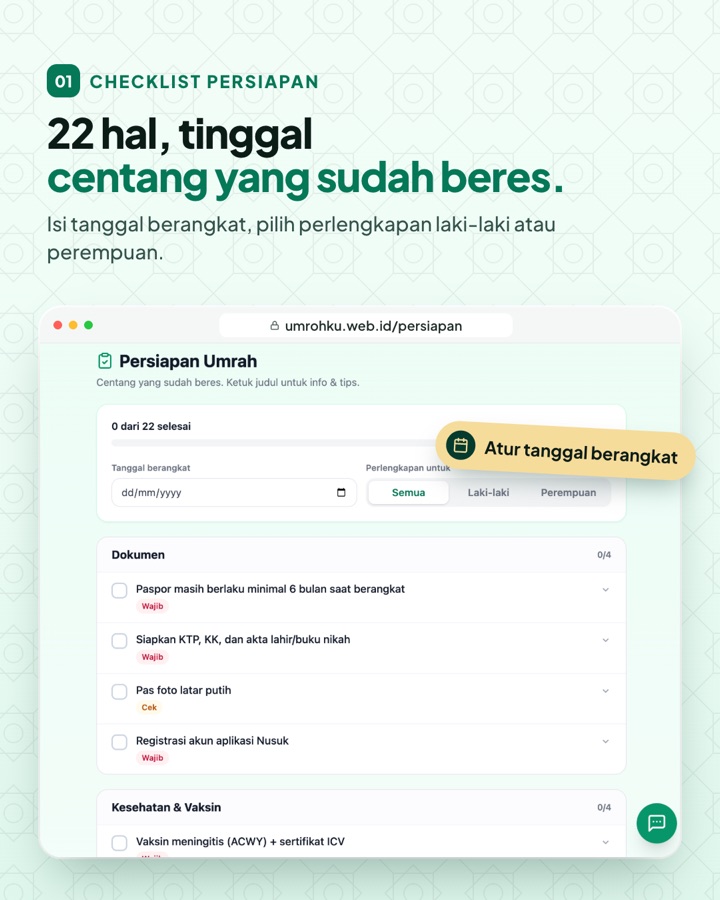 01 CHECKLIST PERSIAPAN
22 hal, tinggal
centang yang sudah beres.
Isi tanggal berangkat, pilih perlengkapan laki-laki atau
perempuan.
umrohku.web.id/persiapan
Persiapan Umrah
Centang yang sudah beres. Ketuk judul untuk info & tips.
0 dari 22 selesai
Atur tanggal berangkat
Tanggal berangkat
Perlengkapan untuk
dd/mm/yyyy
Semua Laki-laki Perempuan
Dokumen 0/4
Paspor masih berlaku minimal 6 bulan saat berangkat
Wajib
Siapkan KTP, KK, dan akta lahir/buku nikah
Wajib
Pas foto latar putih
Cek
Registrasi akun aplikasi Nusuk
Wajib
Kesehatan & Vaksin 0/4
Vaksin meningitis (ACWY) + sertifikat ICV